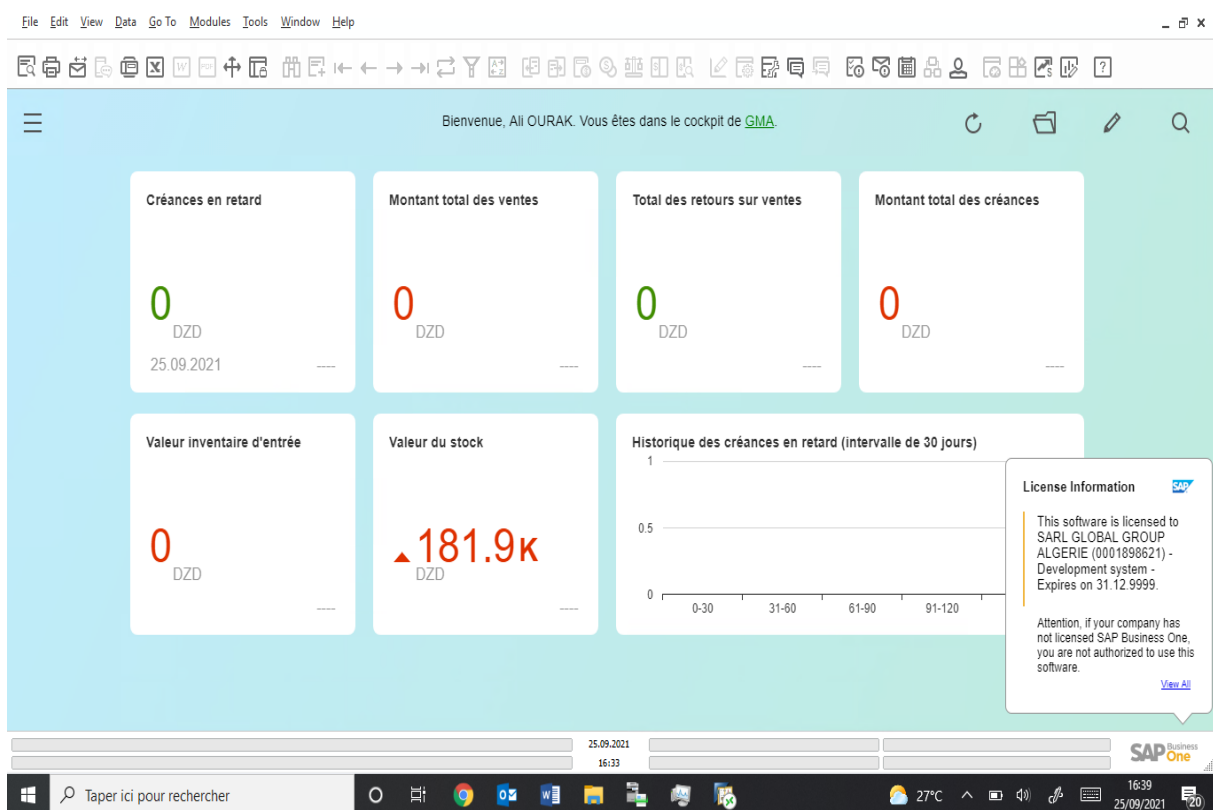 File Edit View Data Go To Modules Tools Window Help
Bienvenue, Ali OURAK. Vous êtes dans le cockpit de GMA.
Créances en retard
0
DZD
25.09.2021 ----
Montant total des ventes
0
DZD
----
Total des retours sur ventes
0
DZD
----
Montant total des créances
0
DZD
----
Valeur inventaire d'entrée
0
DZD
----
Valeur du stock
181.9K
DZD
----
Historique des créances en retard (intervalle de 30 jours)
1
0.5
0
0-30 31-60 61-90 91-120
License Information SAP
This software is licensed to
SARL GLOBAL GROUP
ALGERIE (0001898621) -
Development system -
Expires on 31.12.9999.
Attention, if your company has
not licensed SAP Business One,
you are not authorized to use this
software.
View All
25.09.2021
16:33
SAP Business One
Taper ici pour rechercher
27°C
16:39
25/09/2021
20